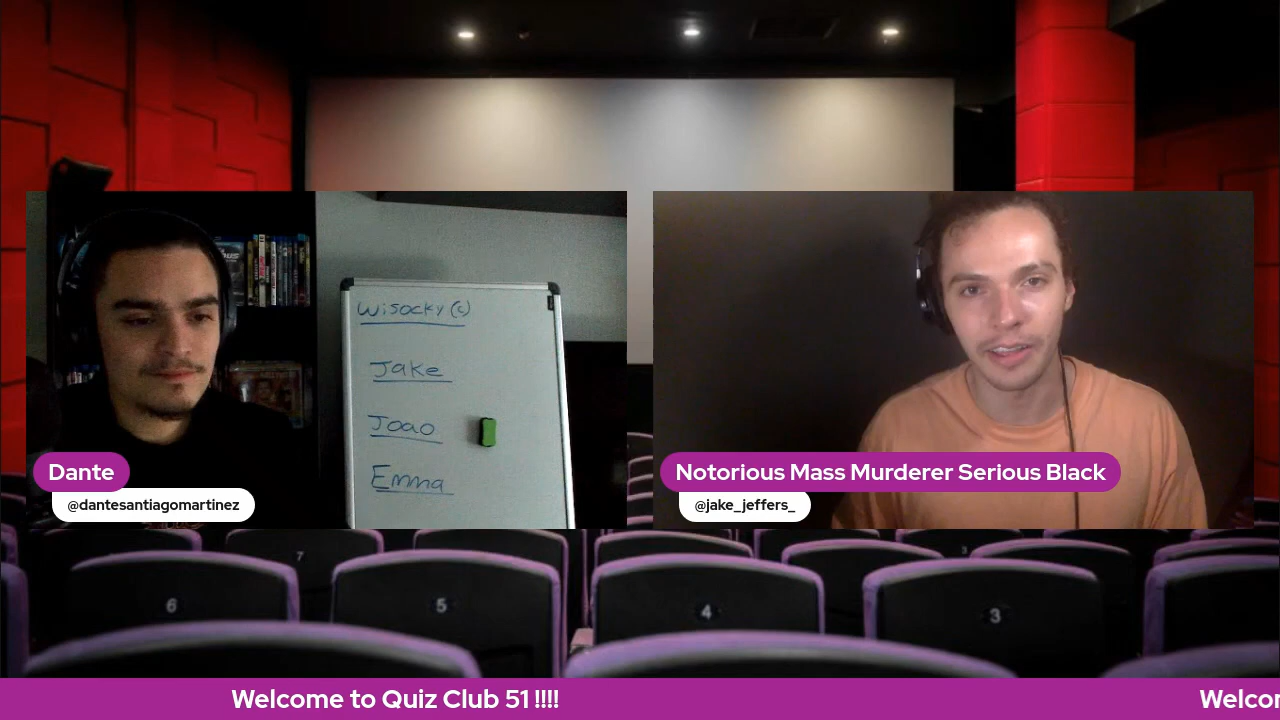 Wisocky (c)
Jake
Joao
Emma
Dante
@dantesantiagomartinez
Notorious Mass Murderer Serious Black
@jake_jeffers_
7
3
6
5
4
3
Welcome to Quiz Club 51 !!!!
Welcor